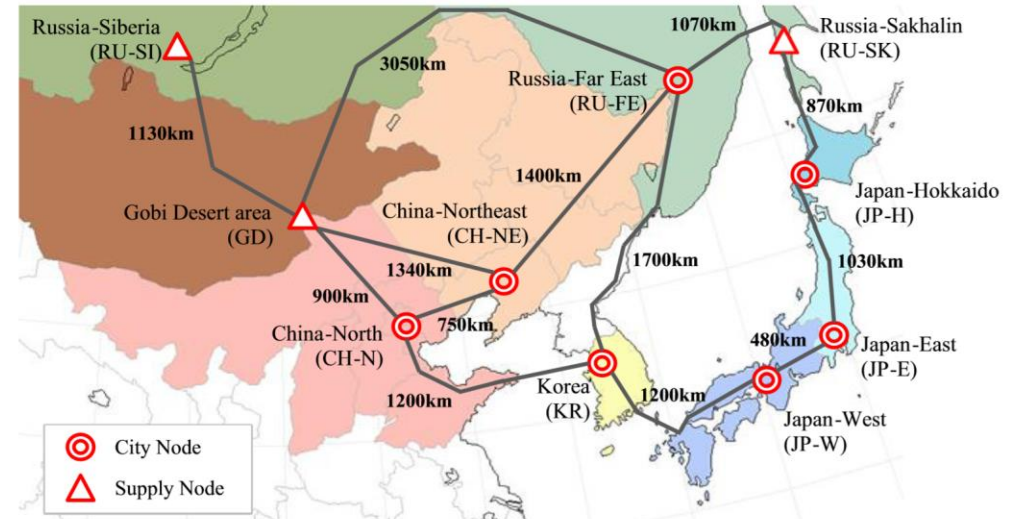 Russia-Siberia
(RU-SI)
1130km
3050km
1070km
Russia-Sakhalin
(RU-SK)
Russia-Far East
(RU-FE)
870km
1400km
Japan-Hokkaido
(JP-H)
Gobi Desert area
(GD)
China-Northeast
(CH-NE)
1340km
1700km
1030km
900km
750km
China-North
(CH-N)
480km
Japan-East
(JP-E)
1200km
Korea
(KR)
1200km
Japan-West
(JP-W)
City Node
Supply Node